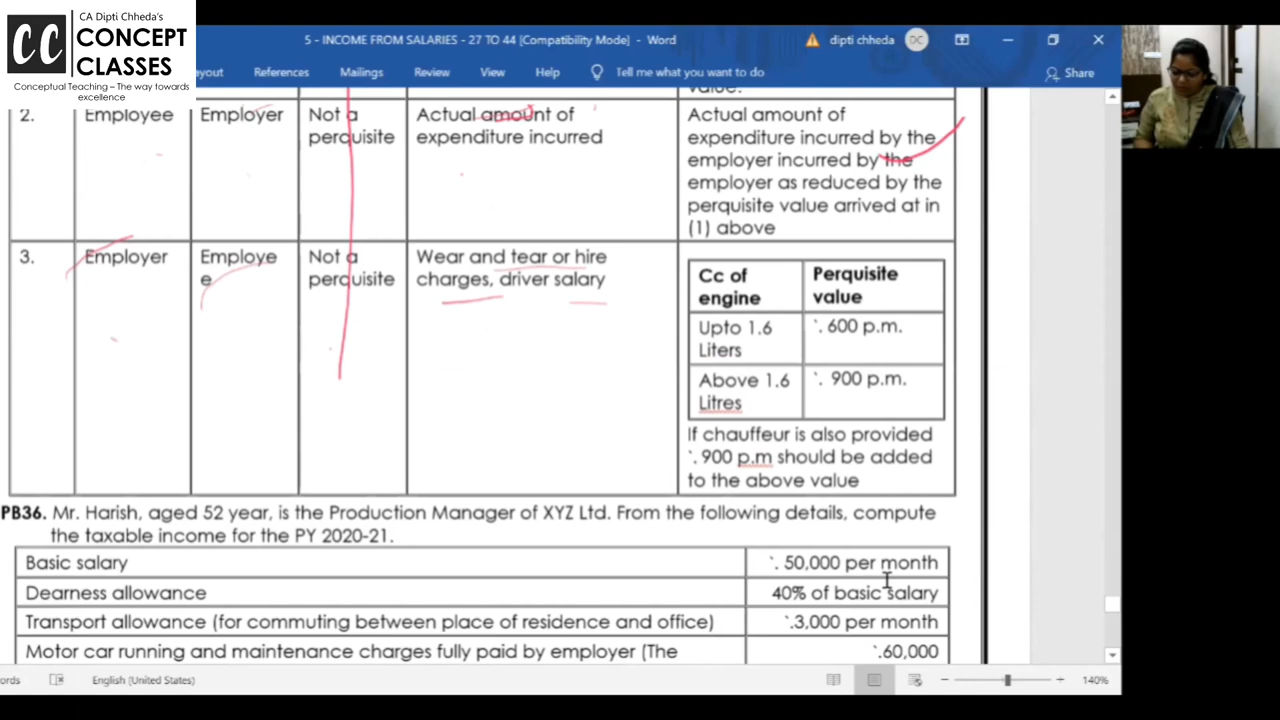 CA Dipti Chheda's
CC CONCEPT
CLASSES
Conceptual Teaching – The way towards
excellence
5 - INCOME FROM SALARIES - 27 TO 44 [Compatibility Mode] - Word
dipti chheda
DC
ayout References Mailings Review View Help Tell me what you want to do
Share
value.
2. Employee Employer Not a perquisite Actual amount of expenditure incurred
Actual amount of
expenditure incurred by the
employer incurred by the
employer as reduced by the
perquisite value arrived at in
(1) above
3. Employer Employe
e
Not a
perquisite
Wear and tear or hire
charges, driver salary
Cc of
engine
Perquisite
value
Upto 1.6
Liters
`. 600 p.m.
Above 1.6
Litres
`. 900 p.m.
If chauffeur is also provided
`.900 p.m should be added
to the above value
PB36. Mr. Harish, aged 52 year, is the Production Manager of XYZ Ltd. From the following details, compute
the taxable income for the PY 2020-21.
Basic salary `. 50,000 per month
Dearness allowance 40% of basic salary
Transport allowance (for commuting between place of residence and office) `.3,000 per month
Motor car running and maintenance charges fully paid by employer (The `.60,000
ords English (United States) 140%